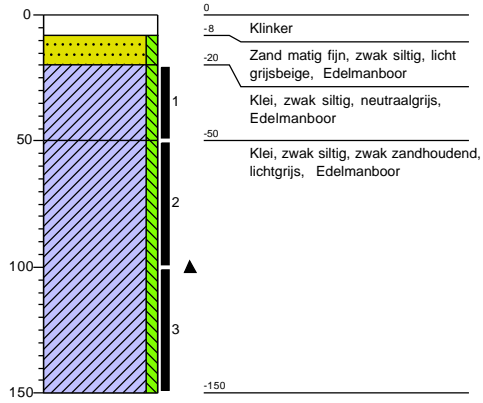 0
50
100
150
1
2
3
0
-8
Klinker
-20
Zand matig fijn, zwak siltig, licht
grijsbeige, Edelmanboor
Klei, zwak siltig, neutraalgrijs,
Edelmanboor
-50
Klei, zwak siltig, zwak zandhoudend,
lichtgrijs, Edelmanboor
-150